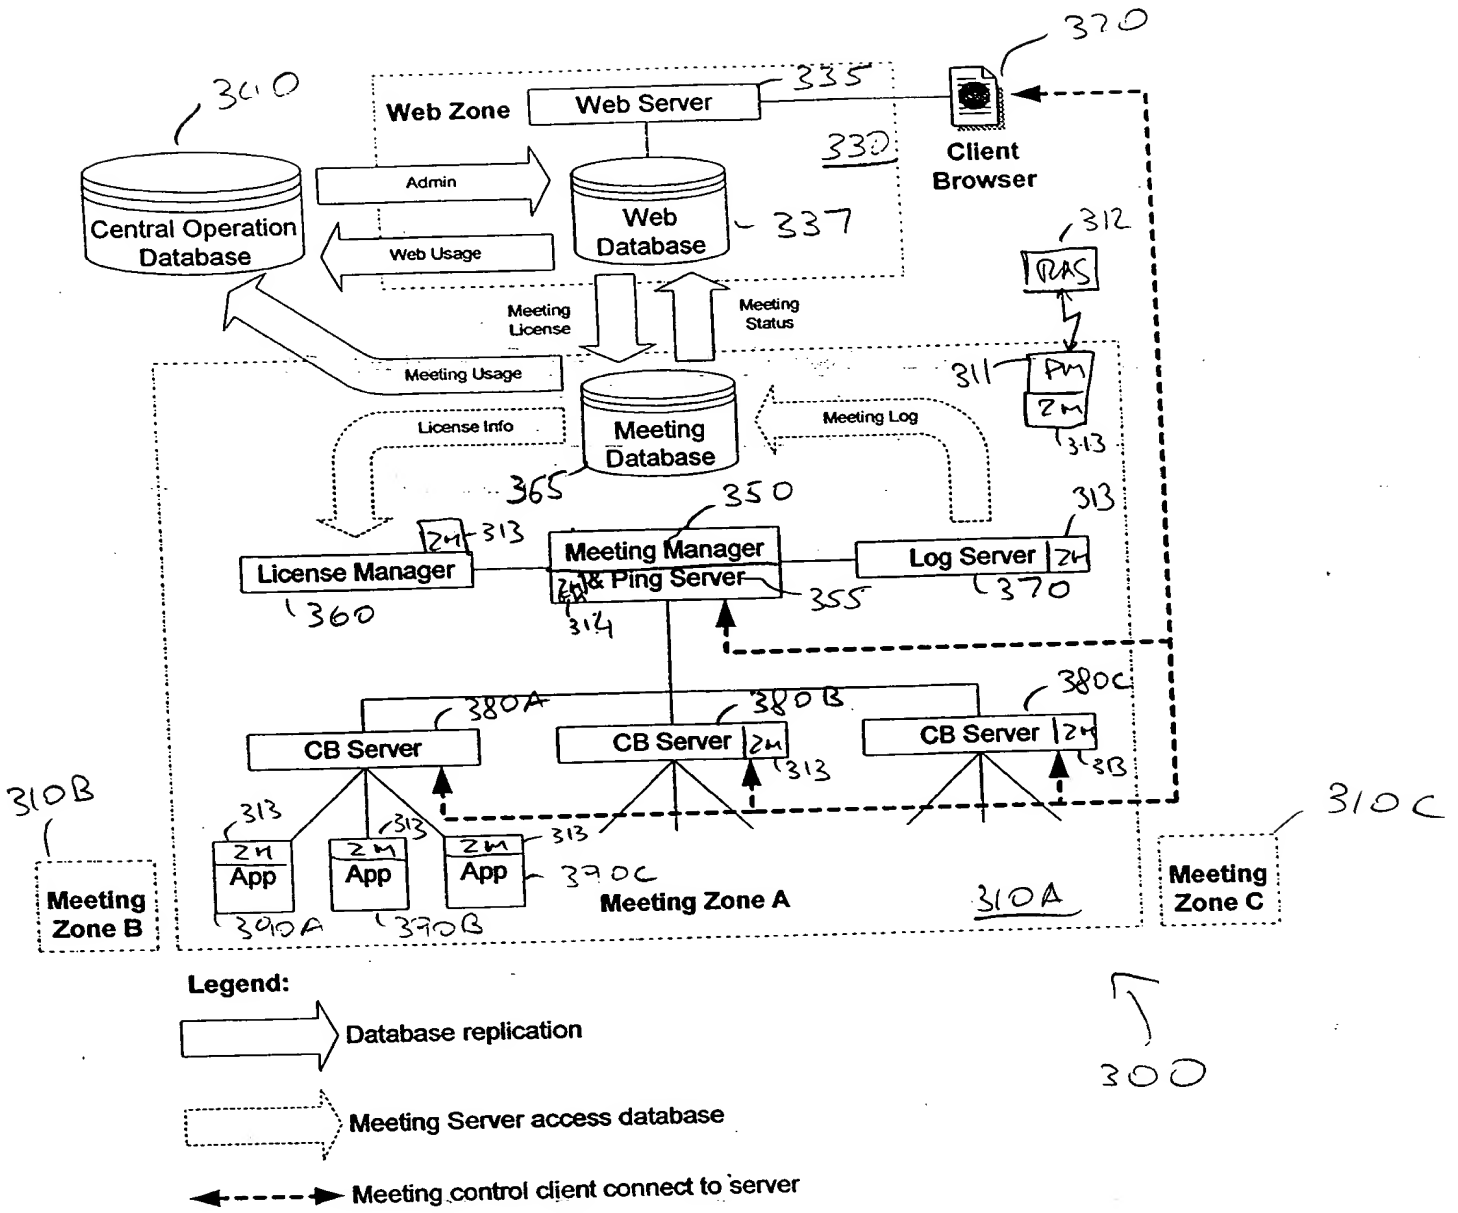 320
340
335
Web Zone
Web Server
330
Client
Browser
Admin
Central Operation
Database
Web
Database
337
Web Usage
312
RAS
Meeting
License
Meeting
Status
311
PM
ZM
313
Meeting Usage
License Info
Meeting
Database
365
Meeting Log
350
313
ZM
313
License Manager
360
Meeting Manager
& Ping Server
355
314
Log Server
ZM
370
380A
380B
380C
CB Server
CB Server
ZM
313
CB Server
ZM
313
310B
310C
313
ZM
App
390A
313
ZM
App
390B
313
ZM
App
390C
Meeting
Zone B
Meeting Zone A
310A
Meeting
Zone C
Legend:
Database replication
Meeting Server access database
Meeting control client connect to server
300